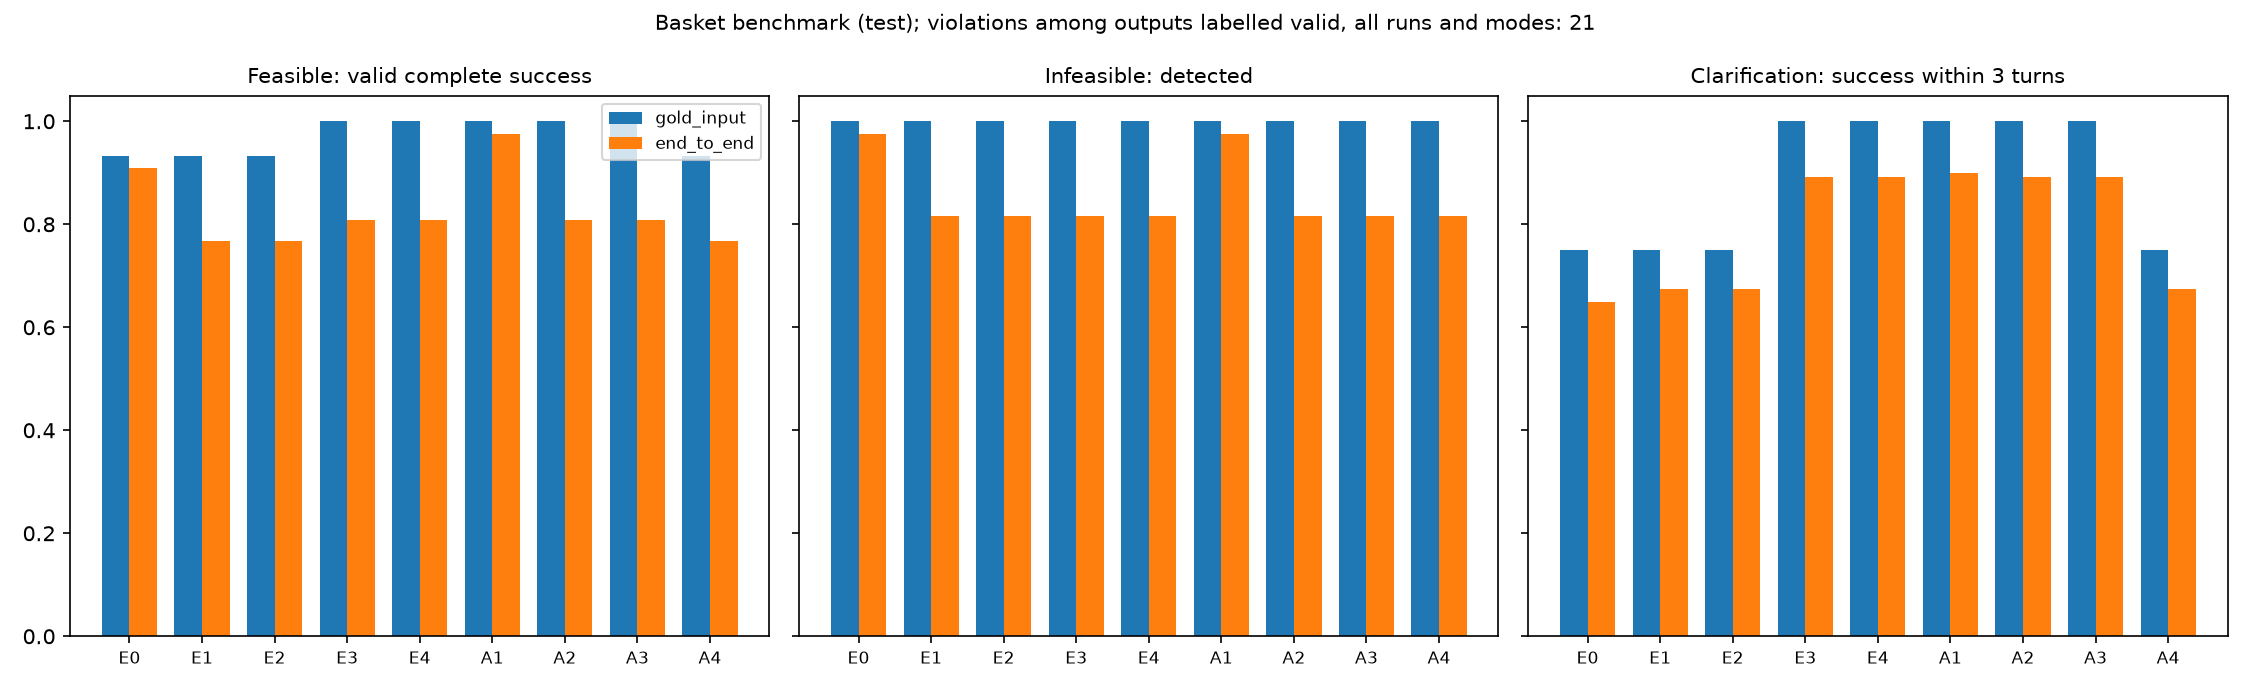 Basket benchmark (test); violations among outputs labelled valid, all runs and modes: 21
Feasible: valid complete success
gold_input
end_to_end
1.0
0.8
0.6
0.4
0.2
0.0
E0 E1 E2 E3 E4 A1 A2 A3 A4
Infeasible: detected
E0 E1 E2 E3 E4 A1 A2 A3 A4
Clarification: success within 3 turns
E0 E1 E2 E3 E4 A1 A2 A3 A4